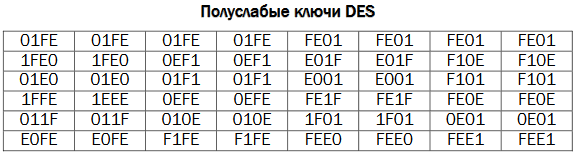 Полуслабые ключи DES
01FE 01FE 01FE 01FE FE01 FE01 FE01 FE01
1FE0 1FE0 0EF1 0EF1 E01F E01F F10E F10E
01E0 01E0 01F1 01F1 E001 E001 F101 F101
1FFE 1EEE 0EFE 0EFE FE1F FE1F FE0E FE0E
011F 011F 010E 010E 1F01 1F01 0E01 0E01
E0FE E0FE F1FE F1FE FEE0 FEE0 FEE1 FEE1